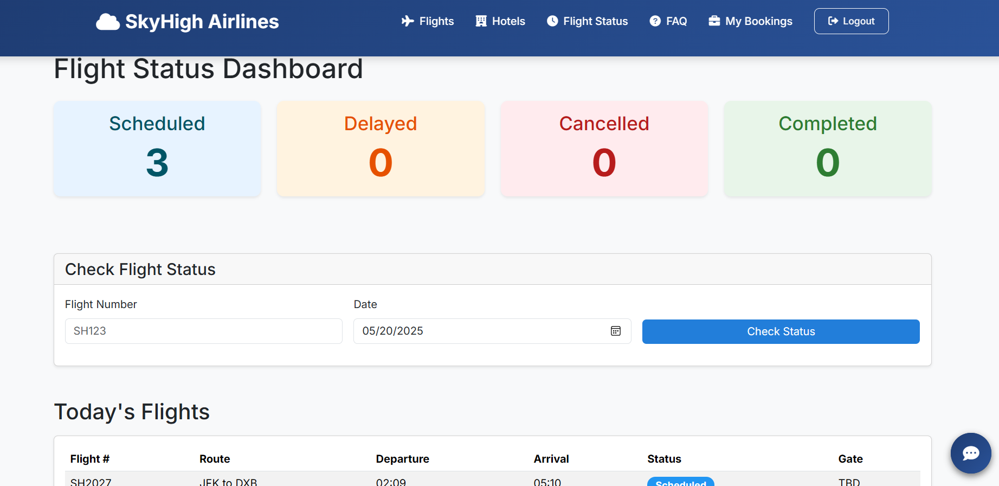 SkyHigh Airlines
Flights
Hotels
Flight Status
FAQ
My Bookings
Logout
Flight Status Dashboard
Scheduled
3
Delayed
0
Cancelled
0
Completed
0
Check Flight Status
Flight Number
SH123
Date
05/20/2025
Check Status
Today's Flights
Flight # Route Departure Arrival Status Gate
SH2027 JFK to DXB 02:09 05:10 Scheduled TBD